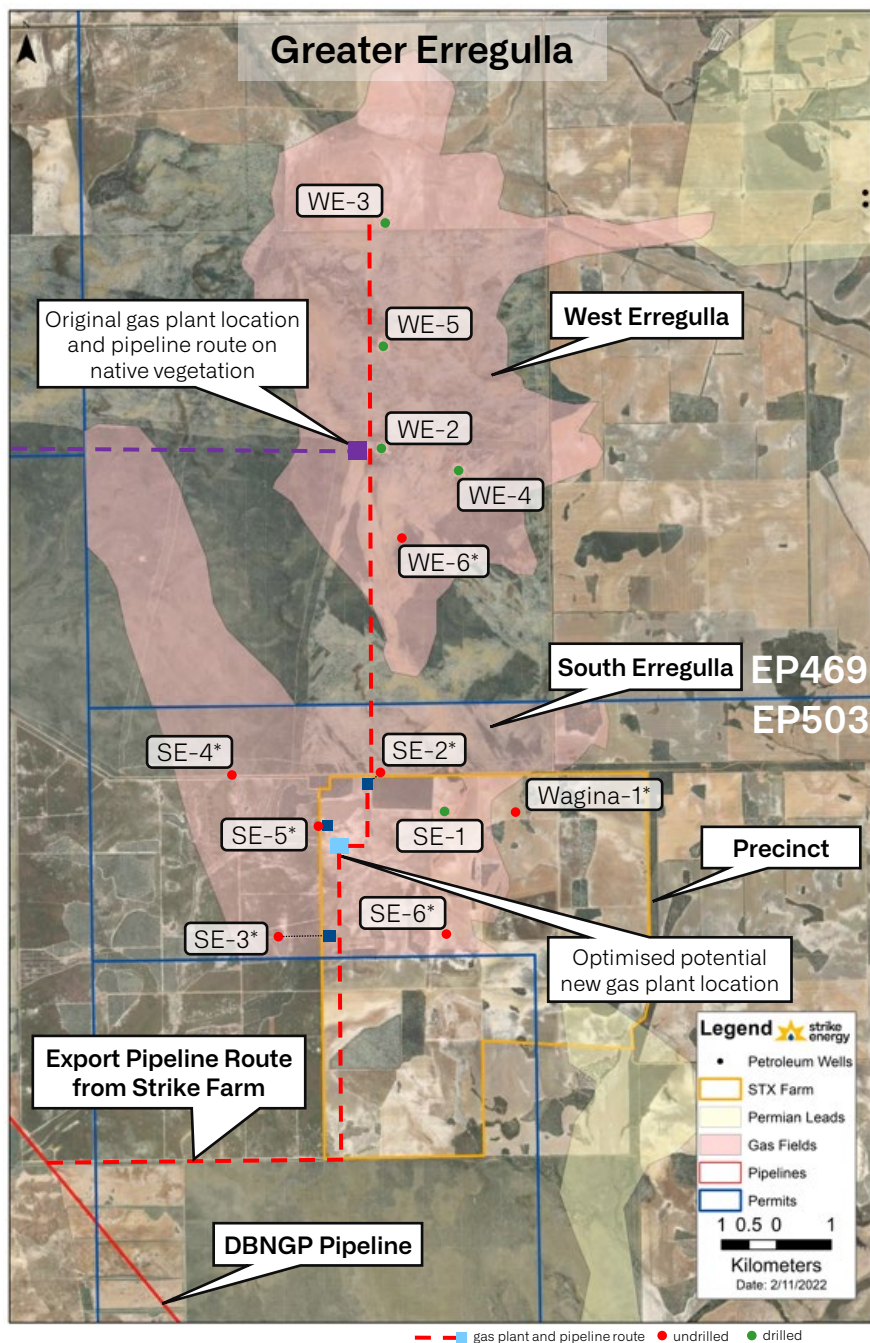 Greater Erregulla
WE-3
Original gas plant location
and pipeline route on
native vegetation
WE-5
West Erregulla
WE-2
WE-4
WE-6*
South Erregulla
EP469
EP503
SE-4*
SE-2*
SE-5*
SE-1
Wagina-1*
Precinct
SE-3*
SE-6*
Optimised potential
new gas plant location
Export Pipeline Route
from Strike Farm
DBNGP Pipeline
Legend
strike
energy
Petroleum Wells
STX Farm
Permian Leads
Gas Fields
Pipelines
Permits
1 0.5 0 1
Kilometers
Date: 2/11/2022
gas plant and pipeline route undrilled drilled